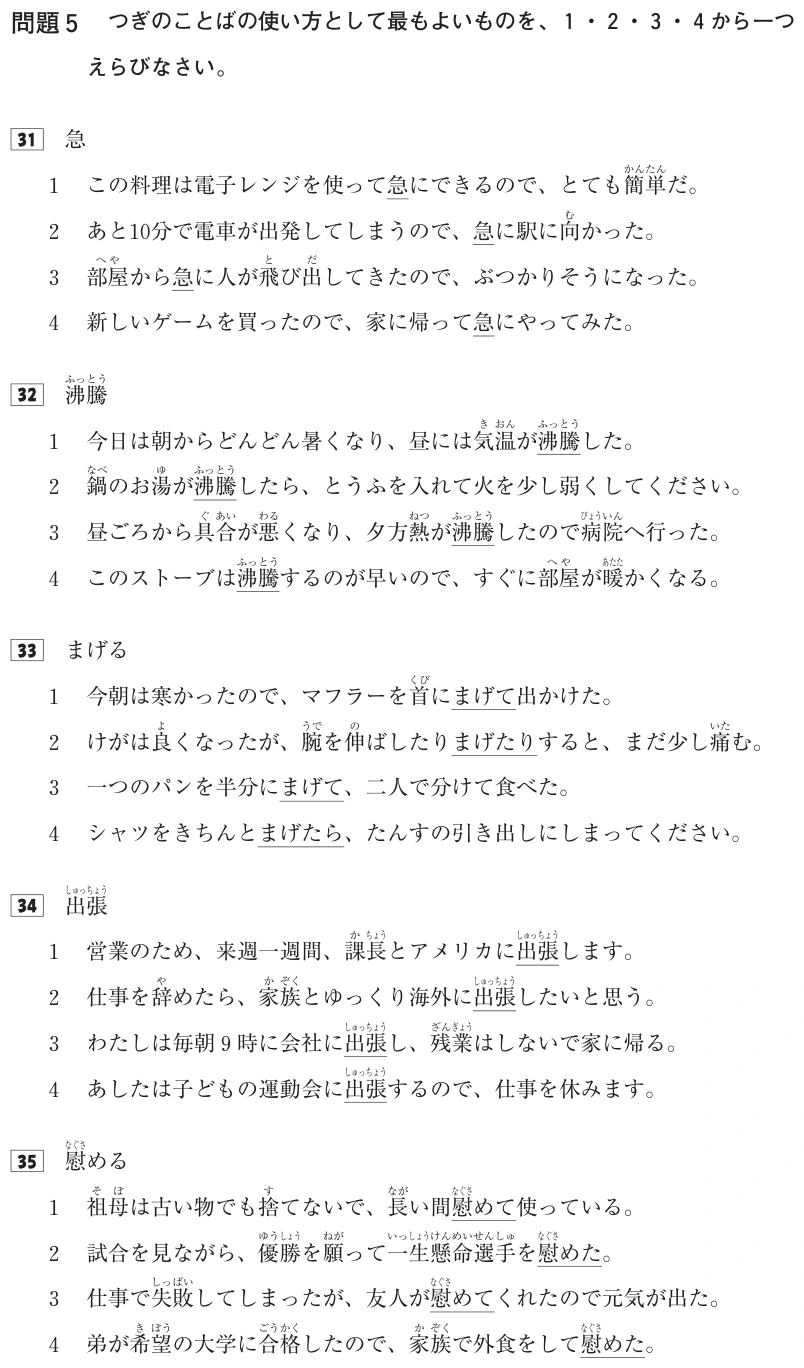 問題5 つぎのことばの使い方として最もよいものを、1・2・3・4から一つ
えらびなさい。
31 急
1 この料理は電子レンジを使って急にできるので、とても簡単だ。
2 あと10分で電車が出発してしまうので、急に駅に向かった。
3 部屋から急に人が飛び出してきたので、ぶつかりそうになった。
4 新しいゲームを買ったので、家に帰って急にやってみた。
32 沸騰
1 今日は朝からどんどん暑くなり、昼には気温が沸騰した。
2 鍋のお湯が沸騰したら、とうふを入れて火を少し弱くしてください。
3 昼ごろから具合が悪くなり、夕方熱が沸騰したので病院へ行った。
4 このストーブは沸騰するのが早いので、すぐに部屋が暖かくなる。
33 まげる
1 今朝は寒かったので、マフラーを首にまげて出かけた。
2 けがは良くなったが、腕を伸ばしたりまげたりすると、まだ少し痛む。
3 一つのパンを半分にまげて、二人で分けて食べた。
4 シャツをきちんとまげたら、たんすの引き出しにしまってください。
34 出張
1 営業のため、来週一週間、課長とアメリカに出張します。
2 仕事を辞めたら、家族とゆっくり海外に出張したいと思う。
3 わたしは毎朝9時に会社に出張し、残業はしないで家に帰る。
4 あしたは子どもの運動会に出張するので、仕事を休みます。
35 慰める
1 祖母は古い物でも捨てないで、長い間慰めて使っている。
2 試合を見ながら、優勝を願って一生懸命選手を慰めた。
3 仕事で失敗してしまったが、友人が慰めてくれたので元気が出た。
4 弟が希望の大学に合格したので、家族で外食をして慰めた。